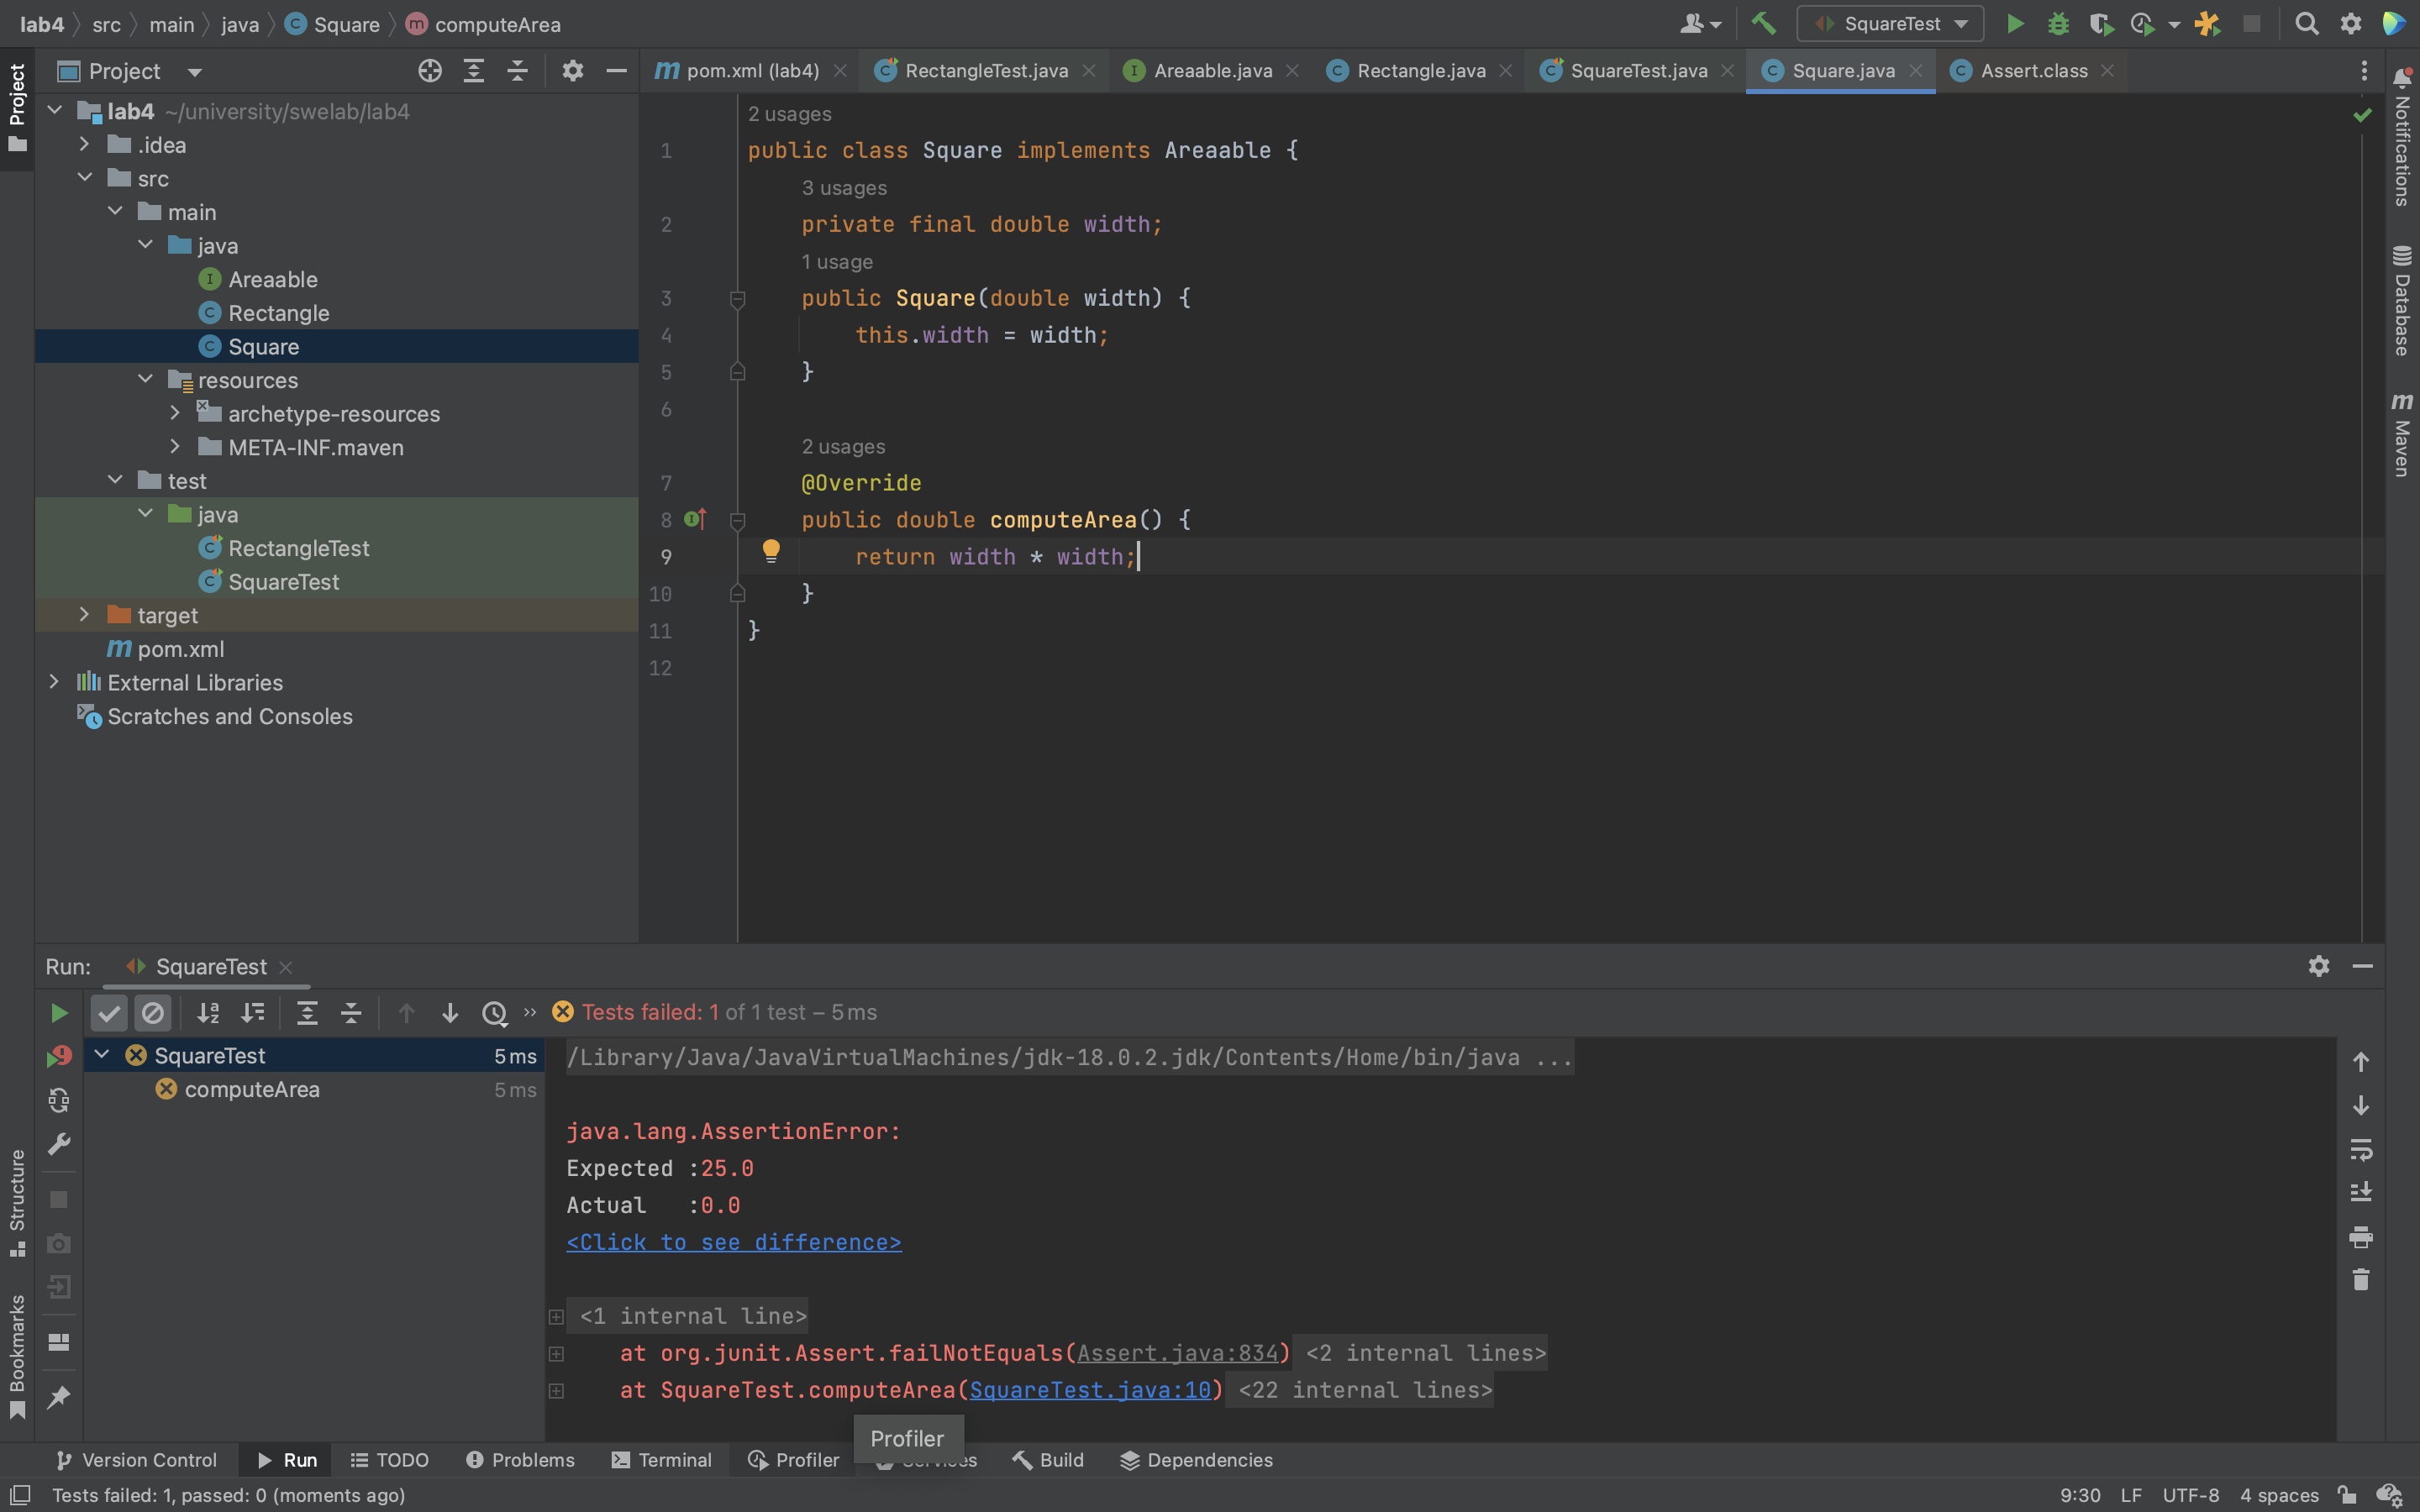 lab4 〉 src 〉 main 〉 java 〉 C Square 〉 m computeArea
SquareTest
Project
pom.xml (lab4)
RectangleTest.java
Areaable.java
Rectangle.java
SquareTest.java
Square.java
Assert.class
Project
lab4 ~/university/swelab/lab4
.idea
src
main
java
Areaable
Rectangle
Square
resources
archetype-resources
META-INF.maven
test
java
RectangleTest
SquareTest
target
pom.xml
External Libraries
Scratches and Consoles
2 usages
1 public class Square implements Areaable {
3 usages
2 private final double width;
1 usage
3 public Square(double width) {
4 this.width = width;
5 }
6
2 usages
7 @Override
8 public double computeArea() {
9 return width * width;
10 }
11 }
12
Notifications
Database
Maven
Run: SquareTest
Tests failed: 1 of 1 test – 5 ms
SquareTest 5 ms
computeArea 5 ms
/Library/Java/JavaVirtualMachines/jdk-18.0.2.jdk/Contents/Home/bin/java ...
java.lang.AssertionError:
Expected :25.0
Actual :0.0
<Click to see difference>
<1 internal line>
at org.junit.Assert.failNotEquals(Assert.java:834) <2 internal lines>
at SquareTest.computeArea(SquareTest.java:10) <22 internal lines>
Structure
Bookmarks
Profiler
Version Control
Run
TODO
Problems
Terminal
Profiler
Services
Build
Dependencies
Tests failed: 1, passed: 0 (moments ago)
9:30 LF UTF-8 4 spaces